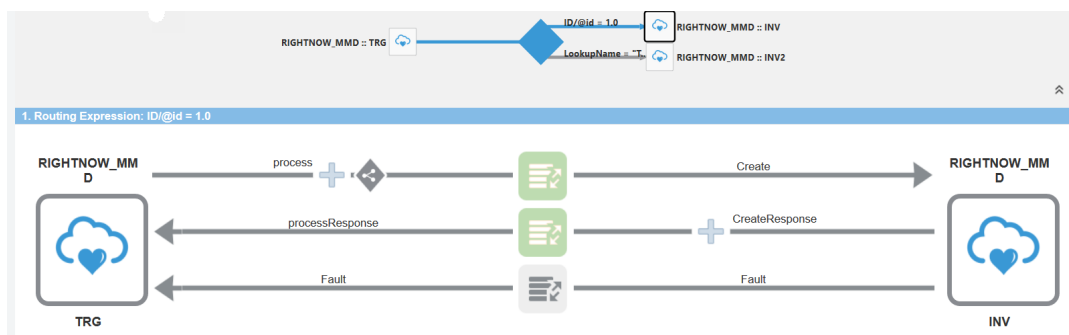 ID/@id = 1.0
RIGHTNOW_MMD :: TRG
RIGHTNOW_MMD :: INV
LookupName = "T..
RIGHTNOW_MMD :: INV2
1. Routing Expression: ID/@id = 1.0
RIGHTNOW_MM
D
process
Create
RIGHTNOW_MM
D
processResponse
CreateResponse
Fault
Fault
TRG
INV